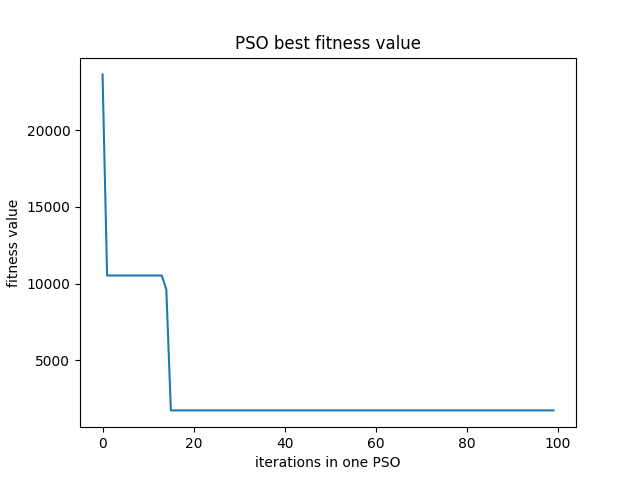 PSO best fitness value
fitness value
20000
15000
10000
5000
0 20 40 60 80 100
iterations in one PSO